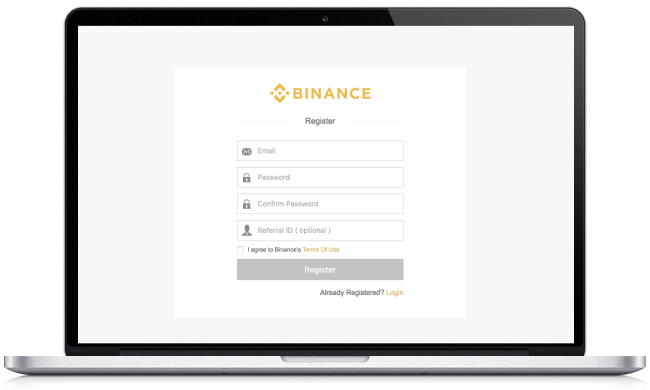 BINANCE
Register
Email
Password
Confirm Password
Referral ID ( optional )
I agree to Binance's Terms Of Use
Register
Already Registered? Login